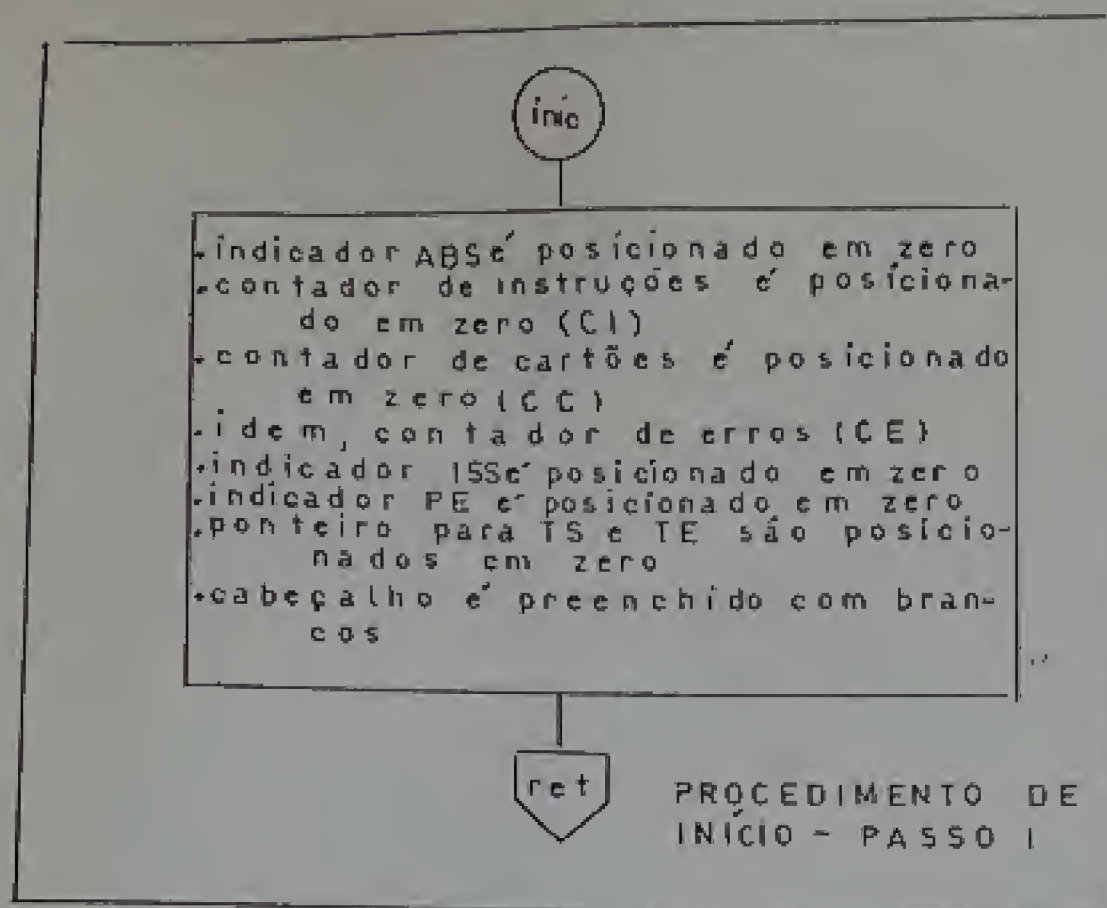 iníc
.indicador ABS é posicionado em zero
.contador de instruções é posiciona-
do em zero (CI)
.contador de cartões é posicionado
em zero (CC)
.idem, contador de erros (CE)
.indicador ISS é posicionado em zero
.indicador PE é posicionado em zero
.ponteiro para TS e TE são posicio-
nados em zero
.cabeçalho é preenchido com bran-
cos
ret
PROCEDIMENTO DE
INÍCIO - PASSO I